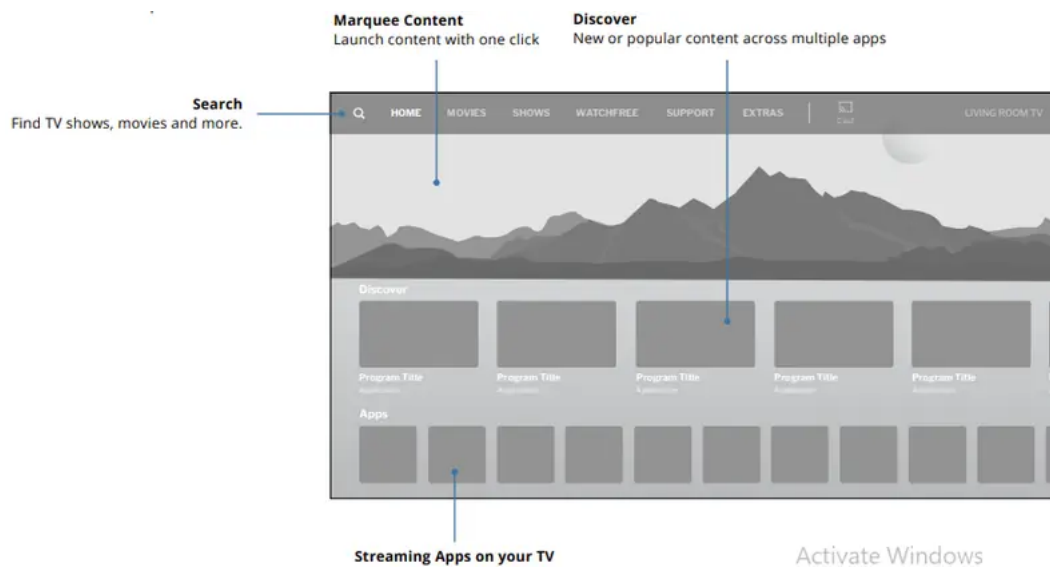 Marquee Content
Launch content with one click
Discover
New or popular content across multiple apps
Search
Find TV shows, movies and more.
HOME MOVIES SHOWS WATCHFREE SUPPORT EXTRAS LIVING ROOM TV
Discover
Program Title Program Title Program Title Program Title Program Title
Apps
Streaming Apps on your TV
Activate Windows